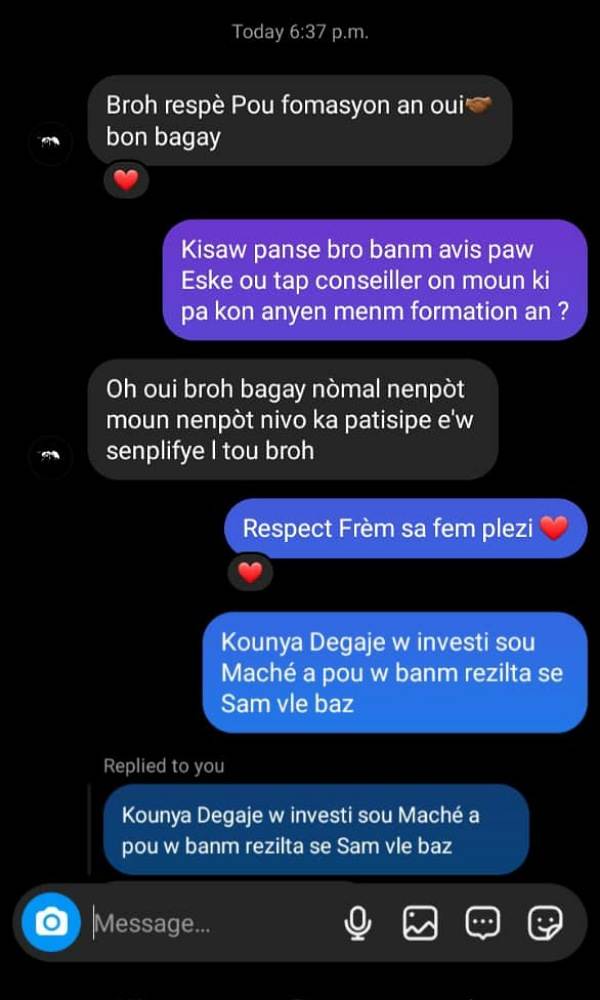 Today 6:37 p.m.
Broh respè Pou fomasyon an oui🤝🏾
bon bagay
Kisaw panse bro banm avis paw
Eske ou tap conseiller on moun ki
pa kon anyen menm formation an ?
Oh oui broh bagay nòmal nenpòt
moun nenpòt nivo ka patisipe e'w
senplifye l tou broh
Respect Frèm sa fem plezi ❤️
Kounya Degaje w investi sou
Maché a pou w banm rezilta se
Sam vle baz
Replied to you
Kounya Degaje w investi sou Maché a
pou w banm rezilta se Sam vle baz
Message...